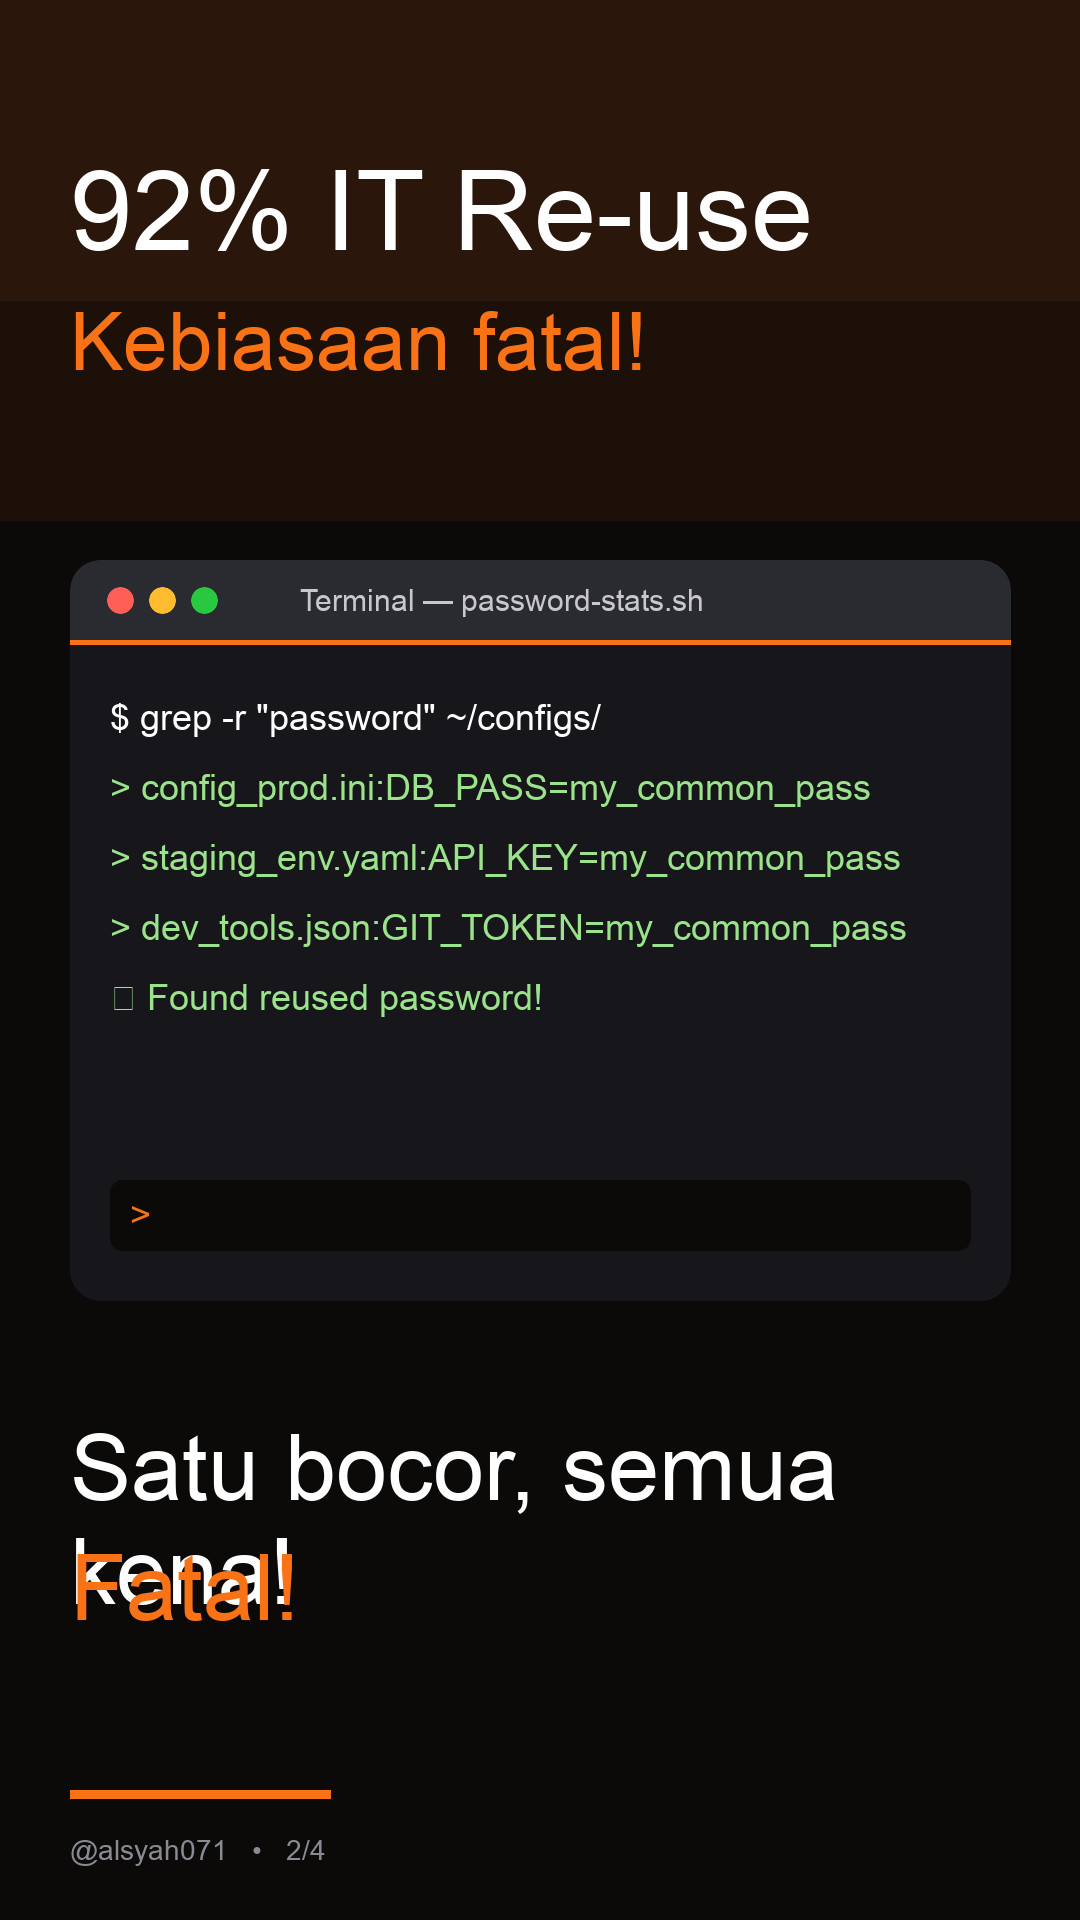 92% IT Re-use
Kebiasaan fatal!
Terminal — password-stats.sh
$ grep -r "password" ~/configs/
> config_prod.ini:DB_PASS=my_common_pass
> staging_env.yaml:API_KEY=my_common_pass
> dev_tools.json:GIT_TOKEN=my_common_pass
Found reused password!
>
Satu bocor, semua
kena!
Fatal!
@alsyah071 • 2/4